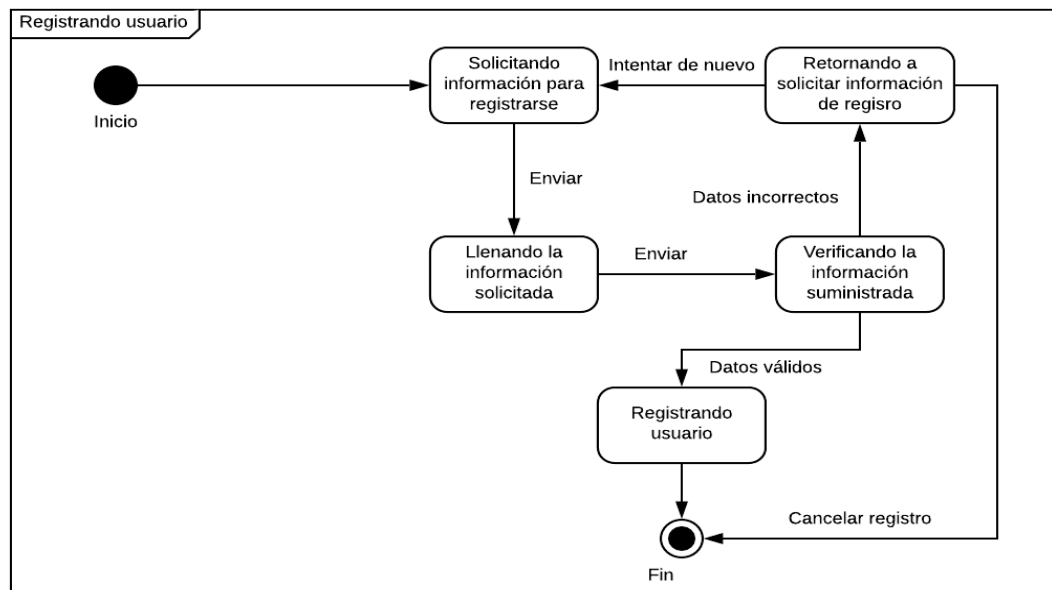 Registrando usuario
Solicitando
información para
registrarse
Intentar de nuevo
Retornando a
solicitar información
de regisro
Inicio
Enviar
Datos incorrectos
Llenando la
información
solicitada
Enviar
Verificando la
información
suministrada
Datos válidos
Registrando
usuario
Cancelar registro
Fin